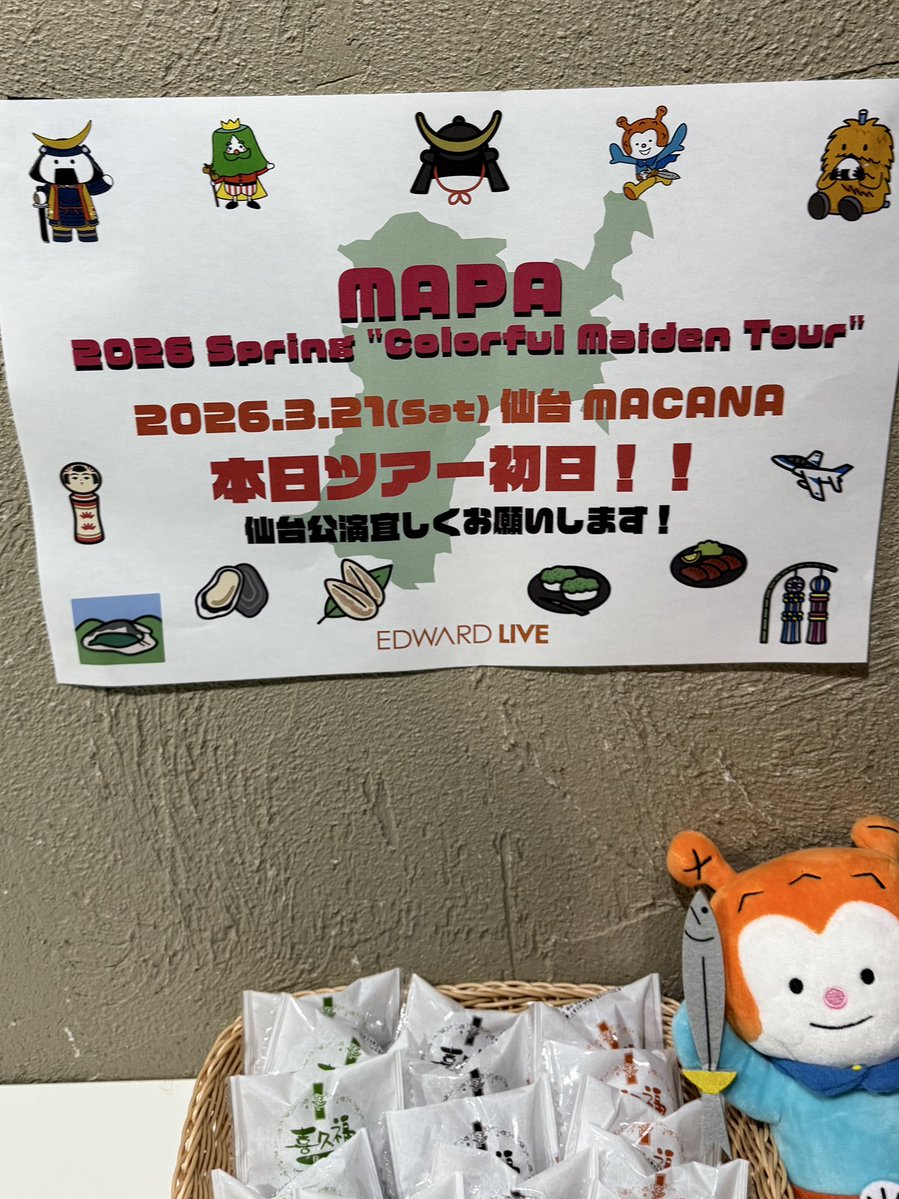 MAPA
2026 Spring "Colorful Maiden Tour"
2026.3.21(Sat) 仙台 MACANA
本日ツアー初日！！
仙台公演宜しくお願いします！
EDWARD LIVE
喜久福